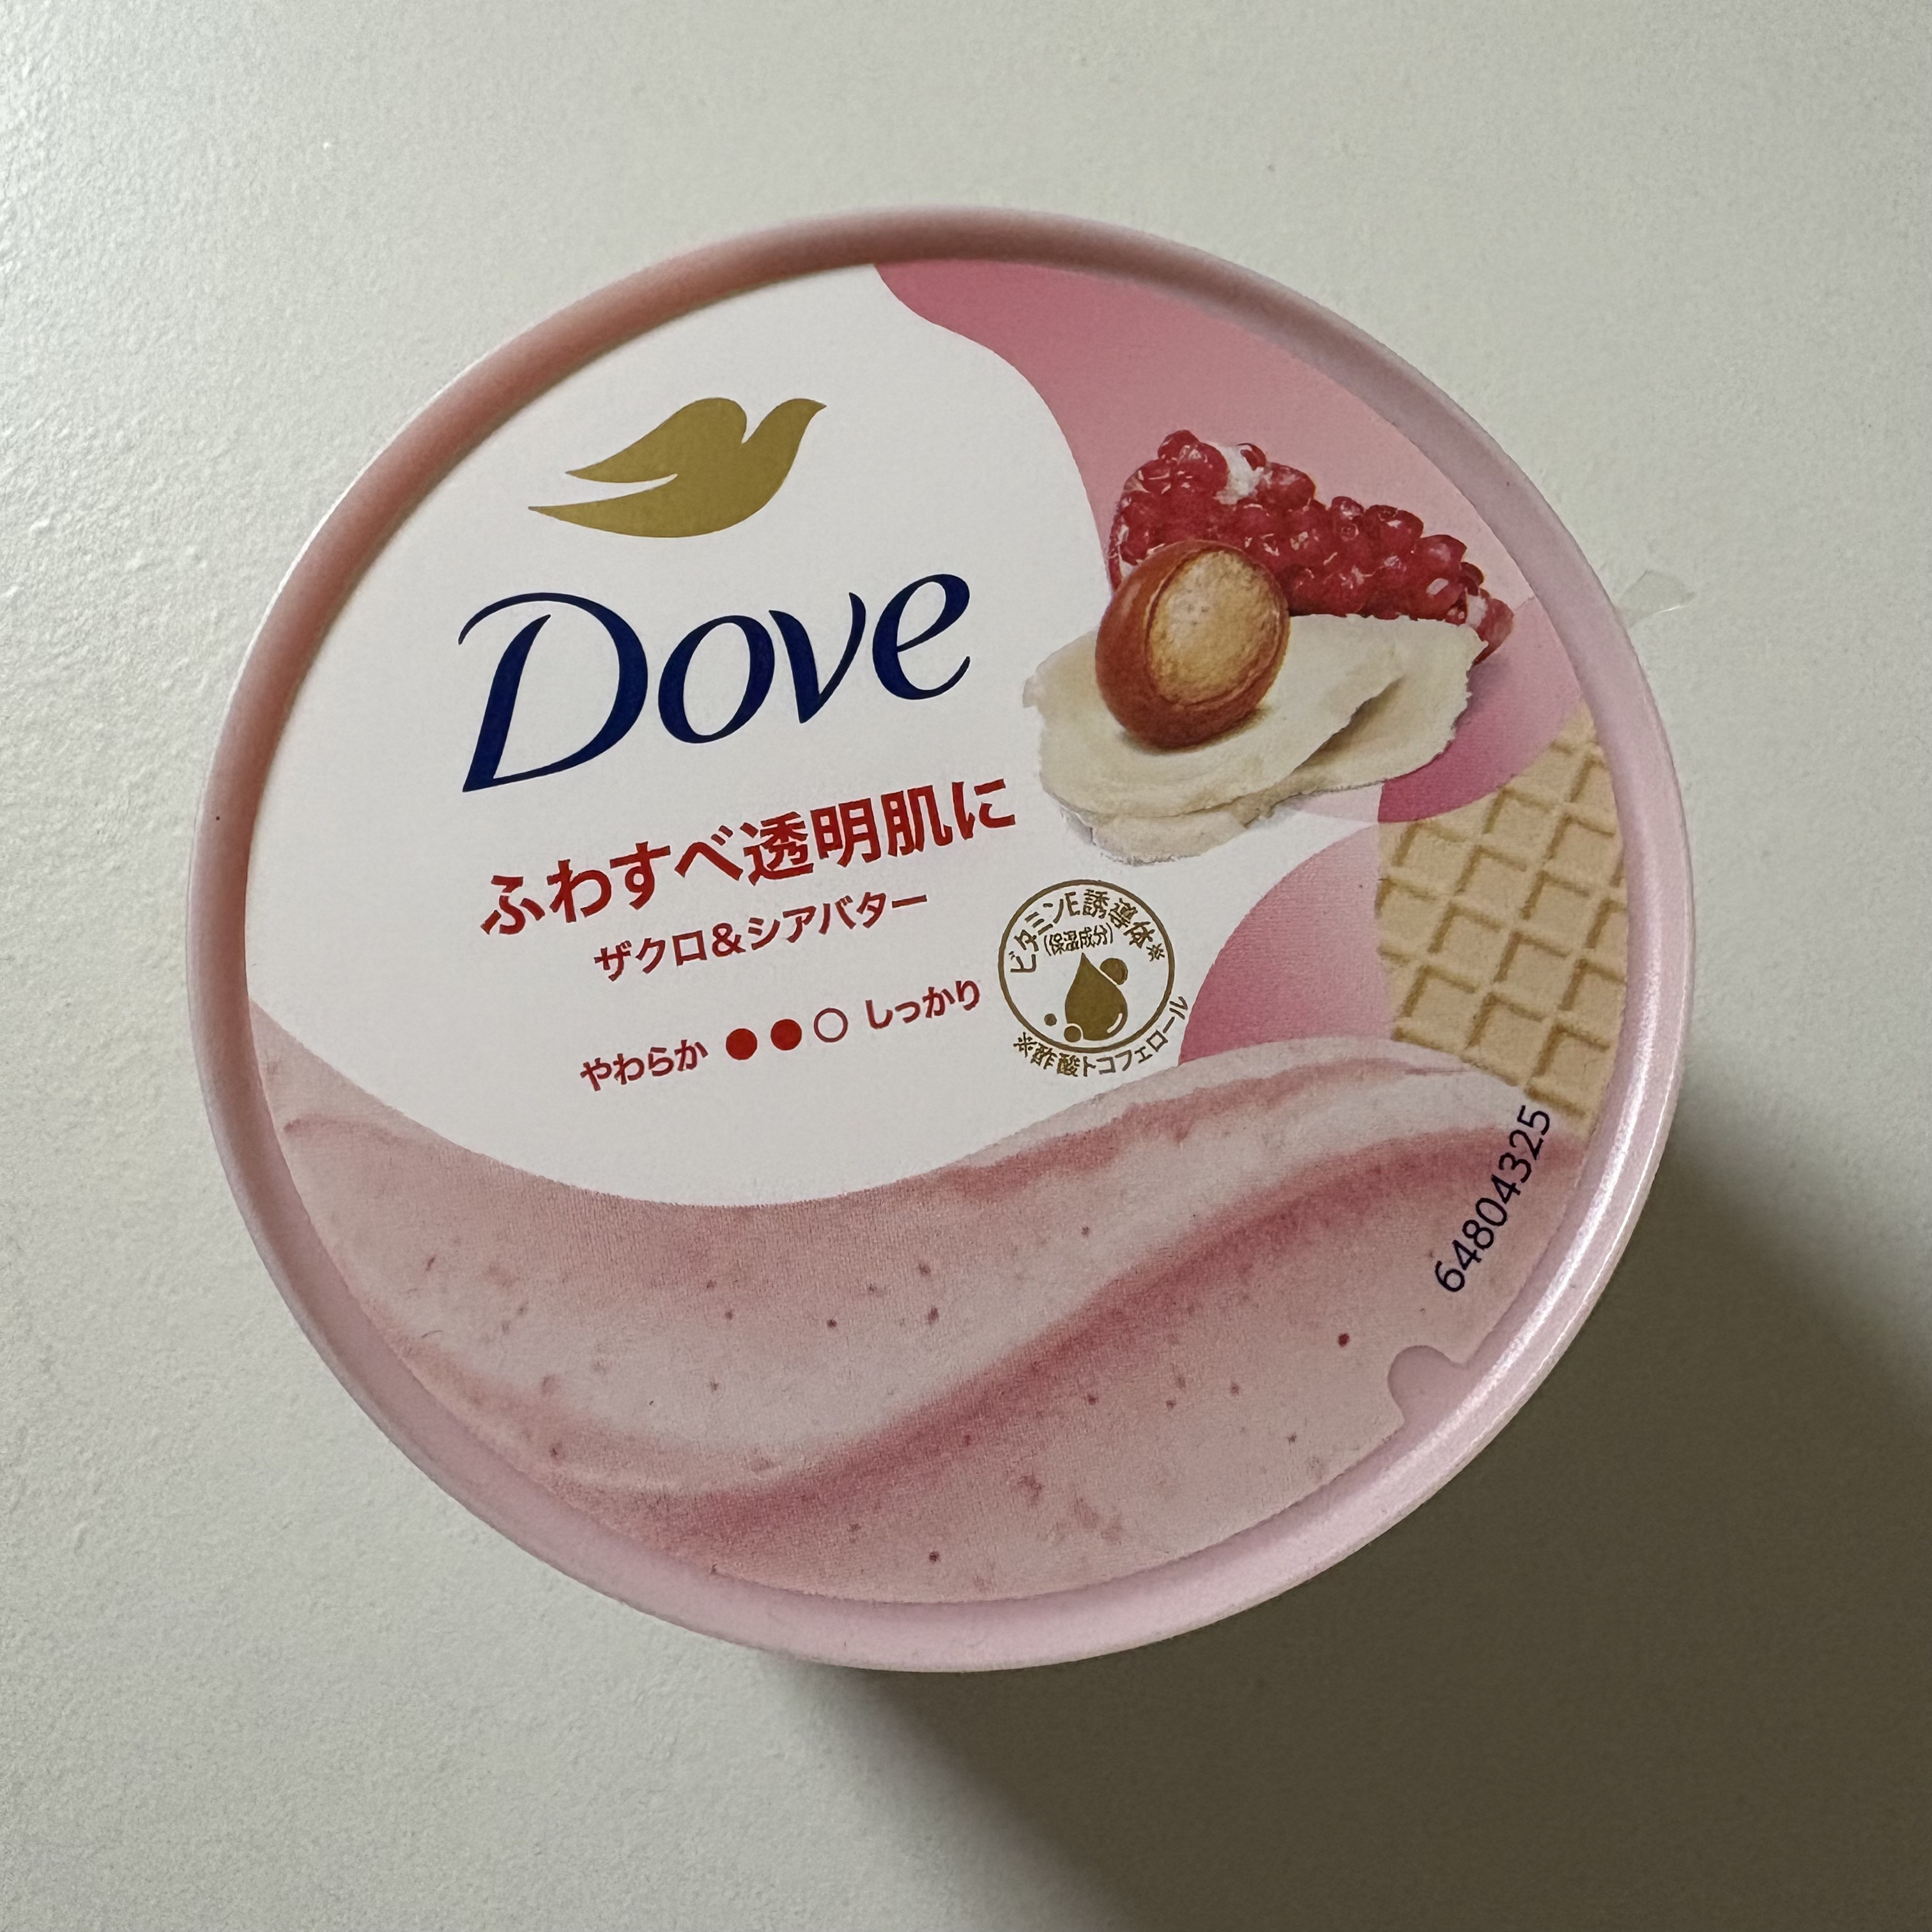 Dove
ふわすべ透明肌に
ザクロ&シアバター
やわらか ●●○ しっかり
ビタミンE誘導体※
(保湿成分)
※酢酸トコフェロール
64804325